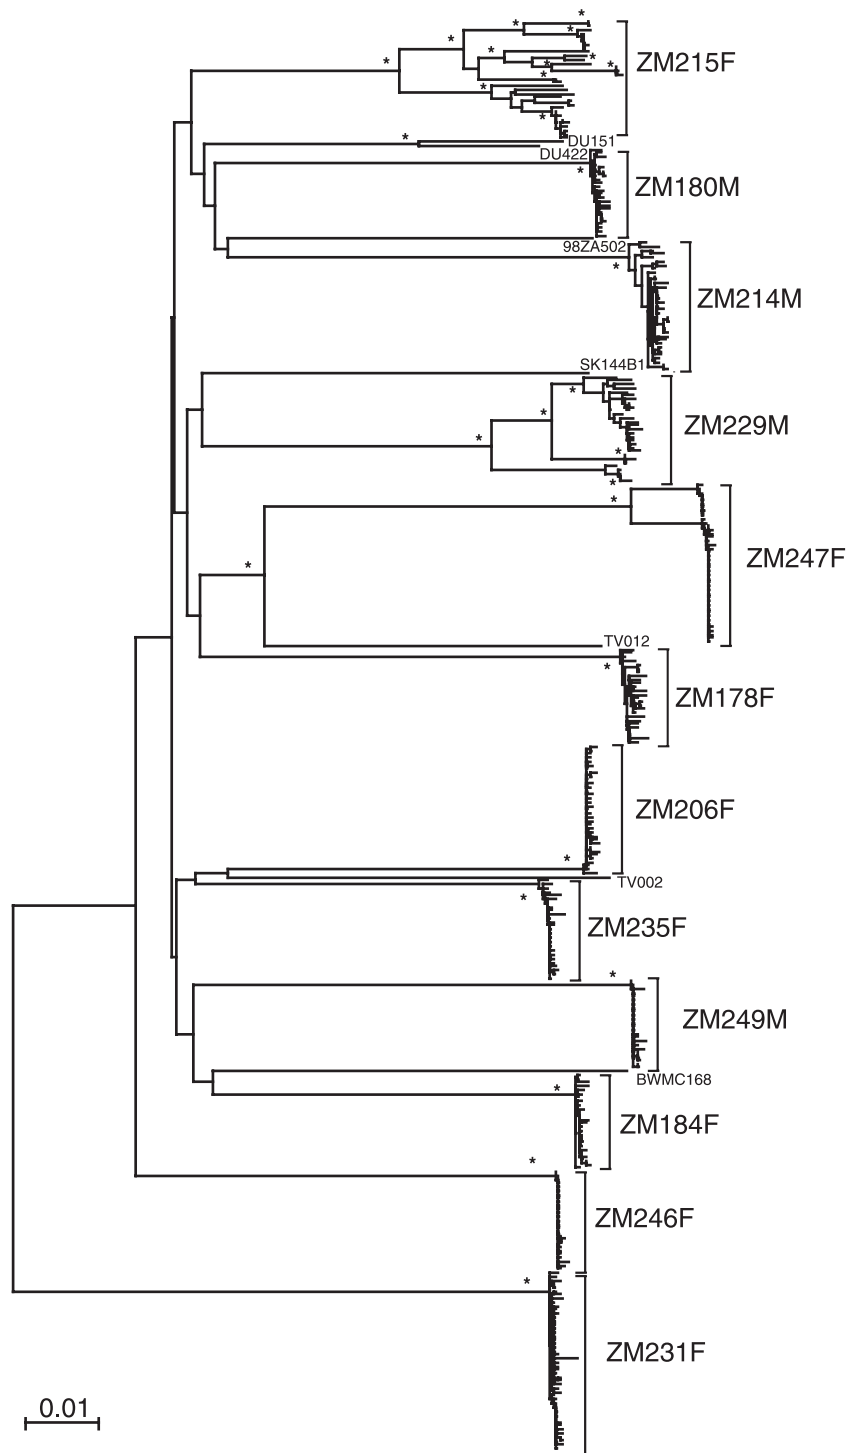 ZM215F
DU151
DU422
ZM180M
98ZA502
ZM214M
SK144B1
ZM229M
ZM247F
TV012
ZM178F
ZM206F
TV002
ZM235F
ZM249M
BWMC168
ZM184F
ZM246F
ZM231F
0.01